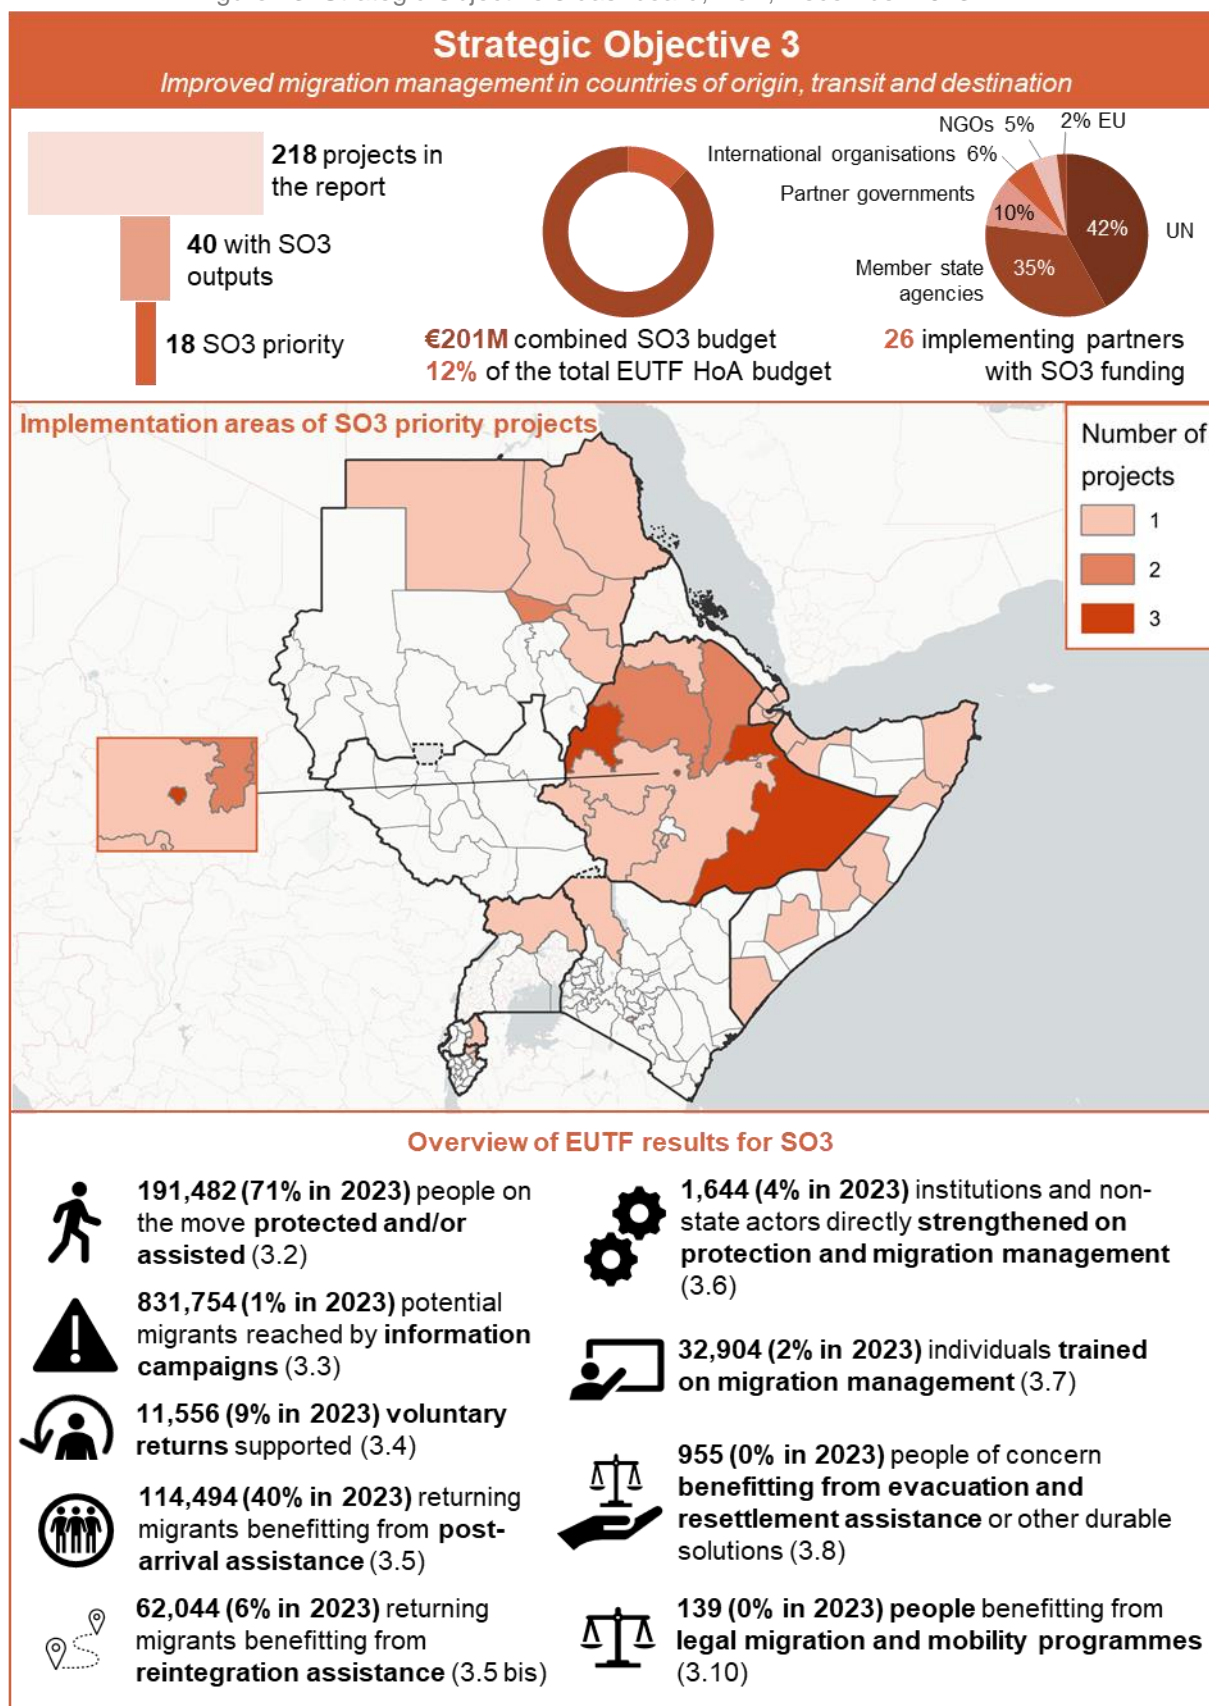 Strategic Objective 3
Improved migration management in countries of origin, transit and destination
218 projects in
the report
40 with SO3
outputs
18 SO3 priority
€201M combined SO3 budget
12% of the total EUTF HoA budget
NGOs 5%
2% EU
International organisations 6%
Partner governments
10%
42%
UN
Member state
agencies
35%
26 implementing partners
with SO3 funding
Implementation areas of SO3 priority projects
Number of
projects
1
2
3
Overview of EUTF results for SO3
191,482 (71% in 2023) people on
the move protected and/or
assisted (3.2)
831,754 (1% in 2023) potential
migrants reached by information
campaigns (3.3)
11,556 (9% in 2023) voluntary
returns supported (3.4)
114,494 (40% in 2023) returning
migrants benefitting from post-
arrival assistance (3.5)
62,044 (6% in 2023) returning
migrants benefitting from
reintegration assistance (3.5 bis)
1,644 (4% in 2023) institutions and non-
state actors directly strengthened on
protection and migration management
(3.6)
32,904 (2% in 2023) individuals trained
on migration management (3.7)
955 (0% in 2023) people of concern
benefitting from evacuation and
resettlement assistance or other durable
solutions (3.8)
139 (0% in 2023) people benefitting from
legal migration and mobility programmes
(3.10)